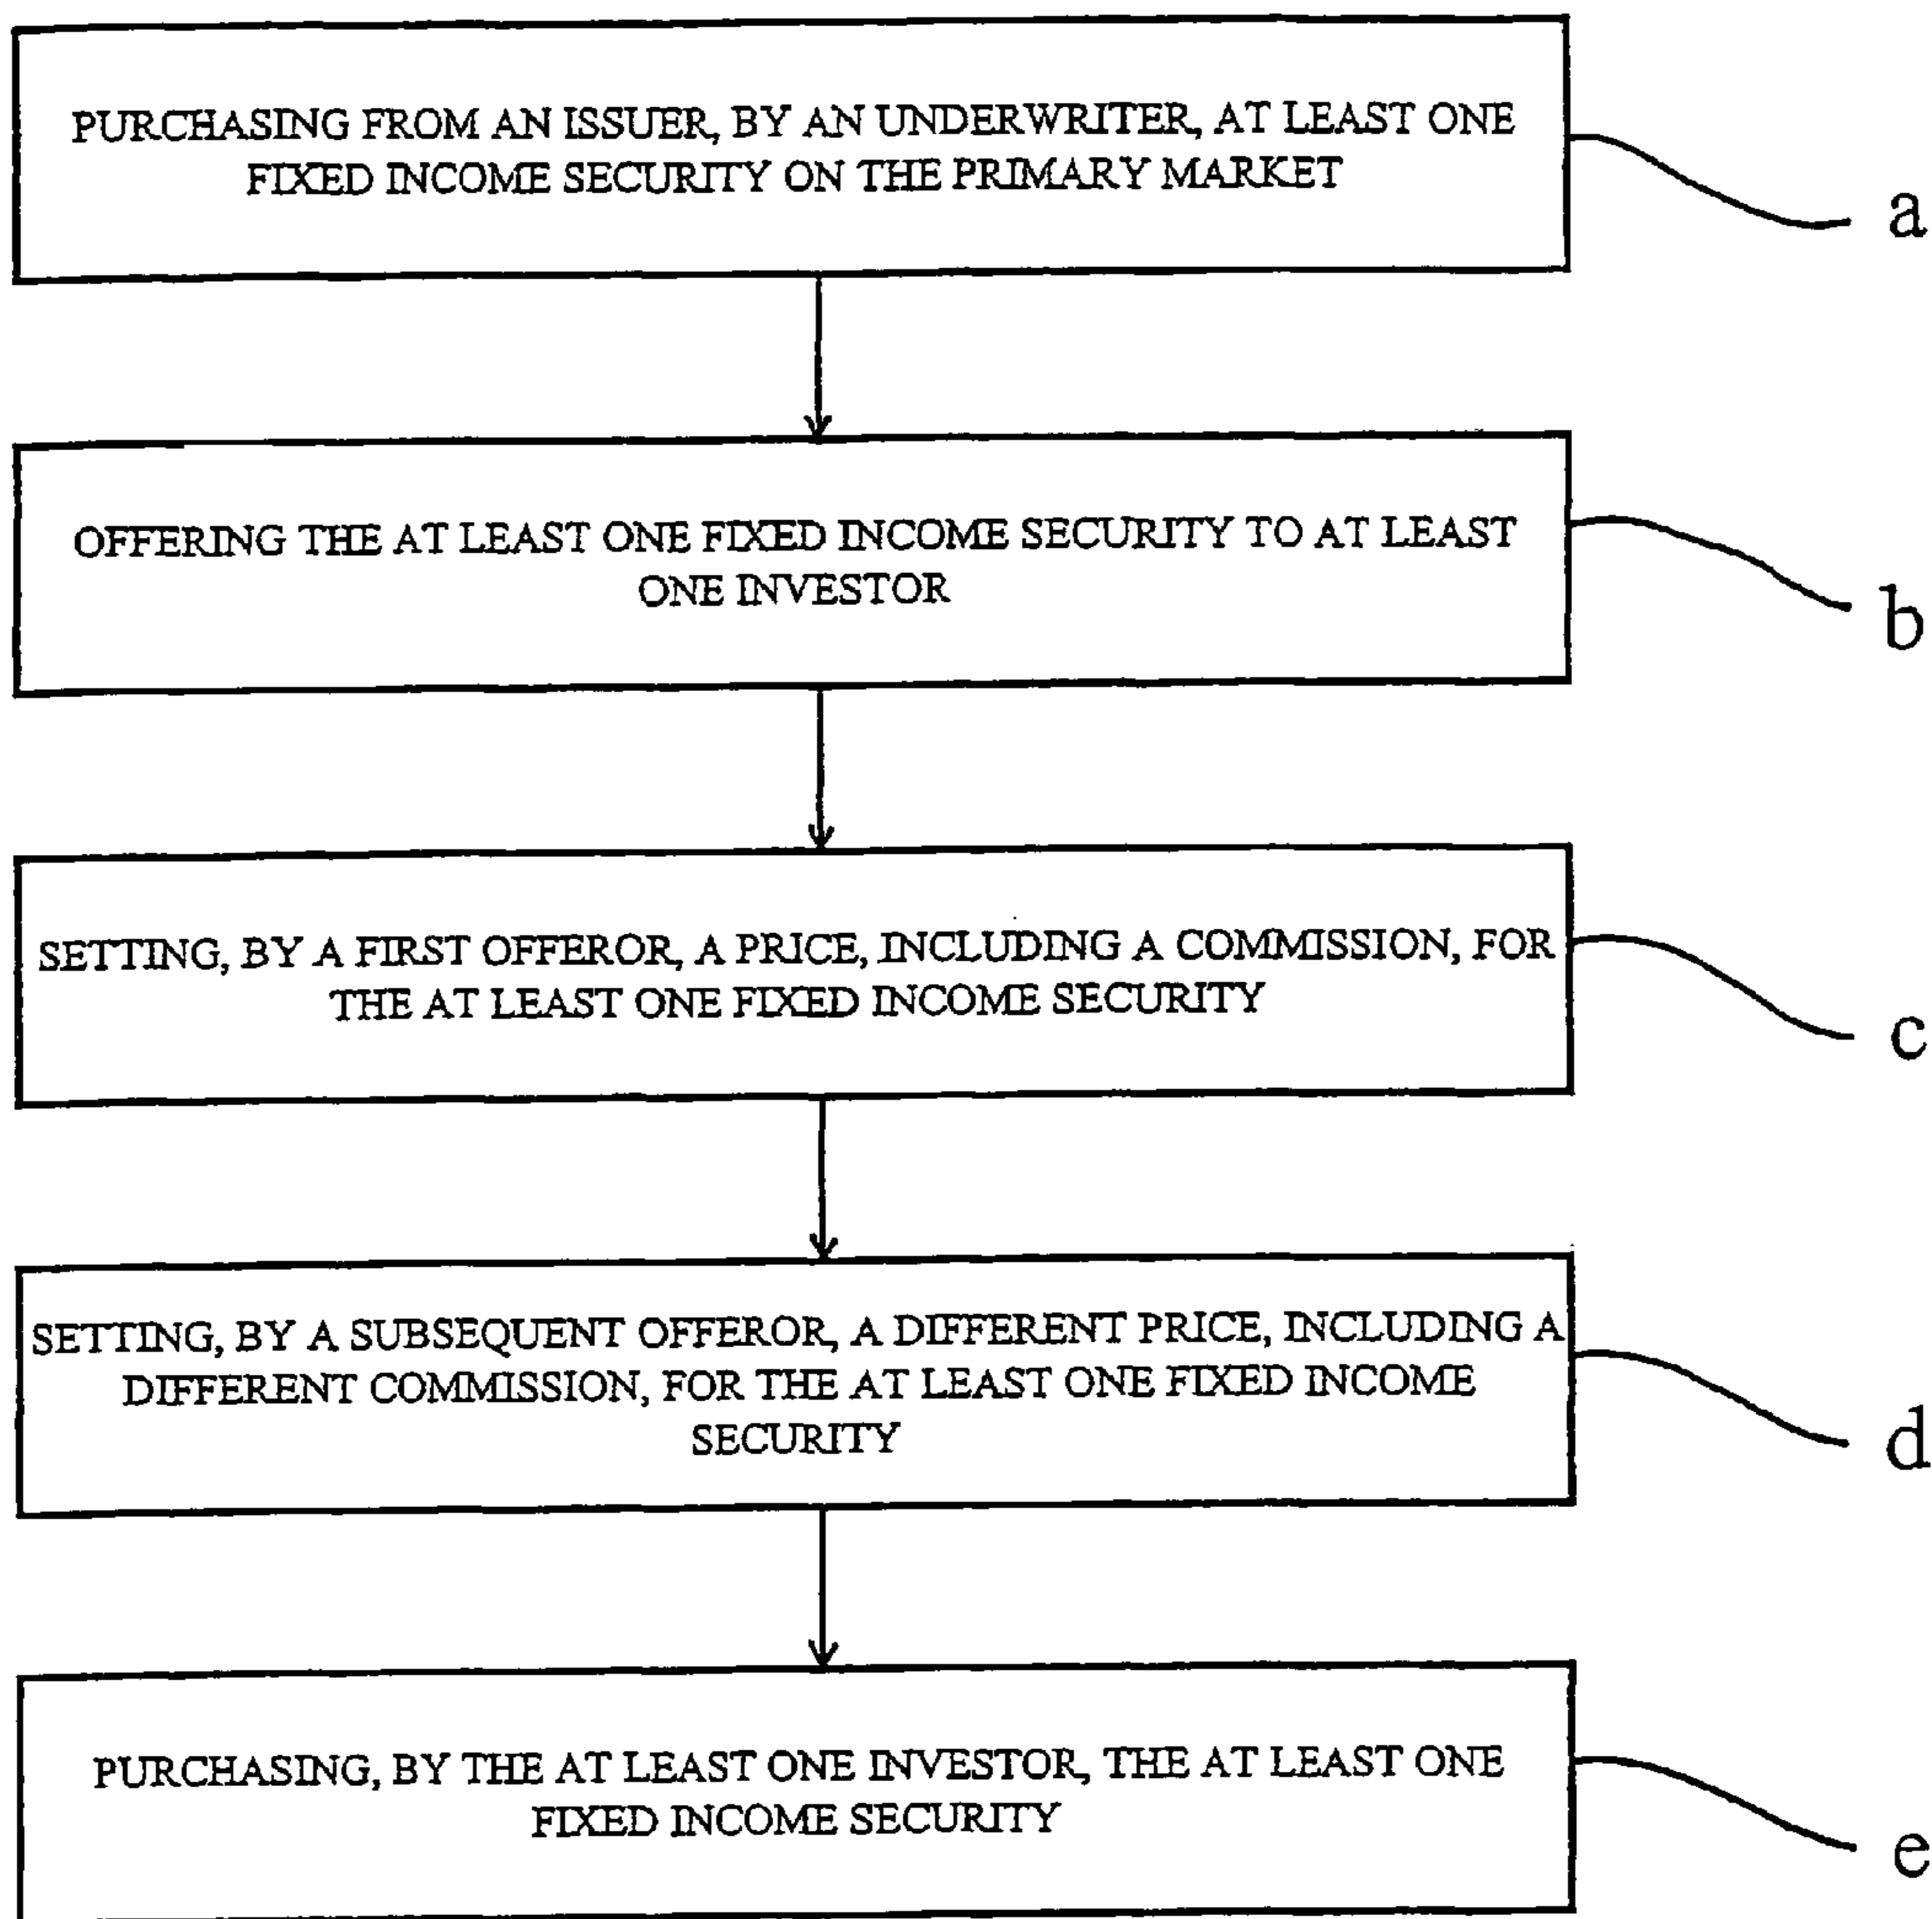 PURCHASING FROM AN ISSUER, BY AN UNDERWRITER, AT LEAST ONE
FIXED INCOME SECURITY ON THE PRIMARY MARKET
a
OFFERING THE AT LEAST ONE FIXED INCOME SECURITY TO AT LEAST
ONE INVESTOR
b
SETTING, BY A FIRST OFFEROR, A PRICE, INCLUDING A COMMISSION, FOR
THE AT LEAST ONE FIXED INCOME SECURITY
c
SETTING, BY A SUBSEQUENT OFFEROR, A DIFFERENT PRICE, INCLUDING A
DIFFERENT COMMISSION, FOR THE AT LEAST ONE FIXED INCOME
SECURITY
d
PURCHASING, BY THE AT LEAST ONE INVESTOR, THE AT LEAST ONE
FIXED INCOME SECURITY
e